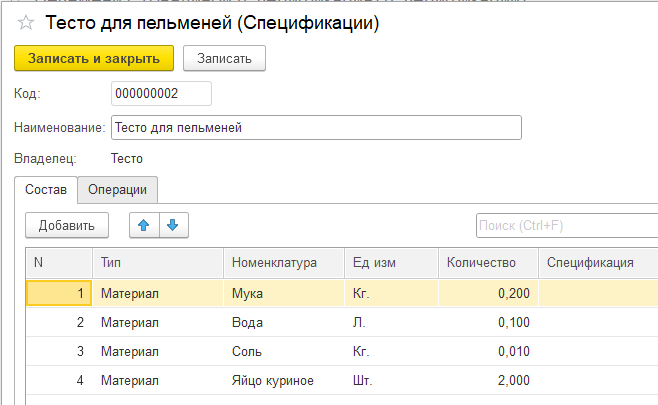 Тесто для пельменей (Спецификации)
Записать и закрыть Записать
Код: 000000002
Наименование: Тесто для пельменей
Владелец: Тесто
Состав Операции
Добавить Поиск (Ctrl+F)
N Тип Номенклатура Ед изм Количество Спецификация
1 Материал Мука Кг. 0,200
2 Материал Вода Л. 0,100
3 Материал Соль Кг. 0,010
4 Материал Яйцо куриное Шт. 2,000